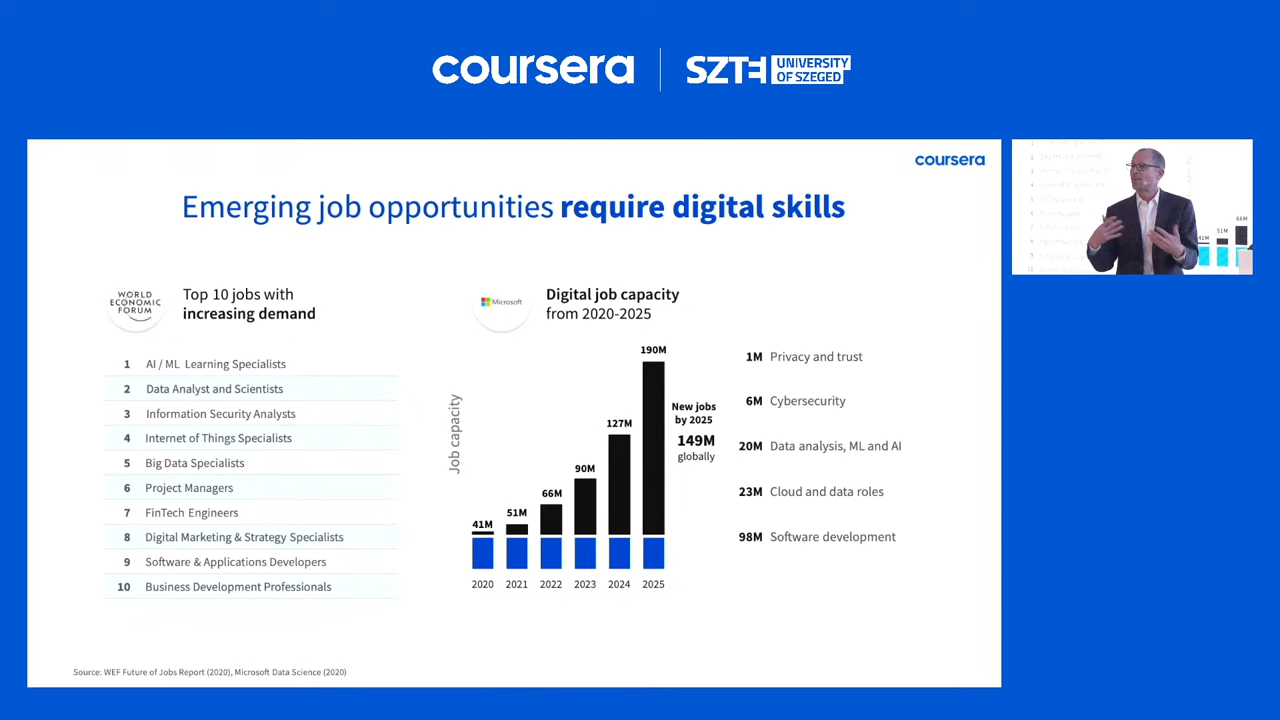 coursera
SZTE UNIVERSITY
OF SZEGED
coursera
Emerging job opportunities require digital skills
WORLD
ECONOMIC
FORUM
Top 10 jobs with
increasing demand
1 AI / ML Learning Specialists
2 Data Analyst and Scientists
3 Information Security Analysts
4 Internet of Things Specialists
5 Big Data Specialists
6 Project Managers
7 FinTech Engineers
8 Digital Marketing & Strategy Specialists
9 Software & Applications Developers
10 Business Development Professionals
Microsoft
Digital job capacity
from 2020-2025
Job capacity
41M
51M
66M
90M
127M
190M
2020
2021
2022
2023
2024
2025
New jobs
by 2025
149M
globally
1M Privacy and trust
6M Cybersecurity
20M Data analysis, ML and AI
23M Cloud and data roles
98M Software development
Source: WEF Future of Jobs Report (2020), Microsoft Data Science (2020)
41M
51M
66M